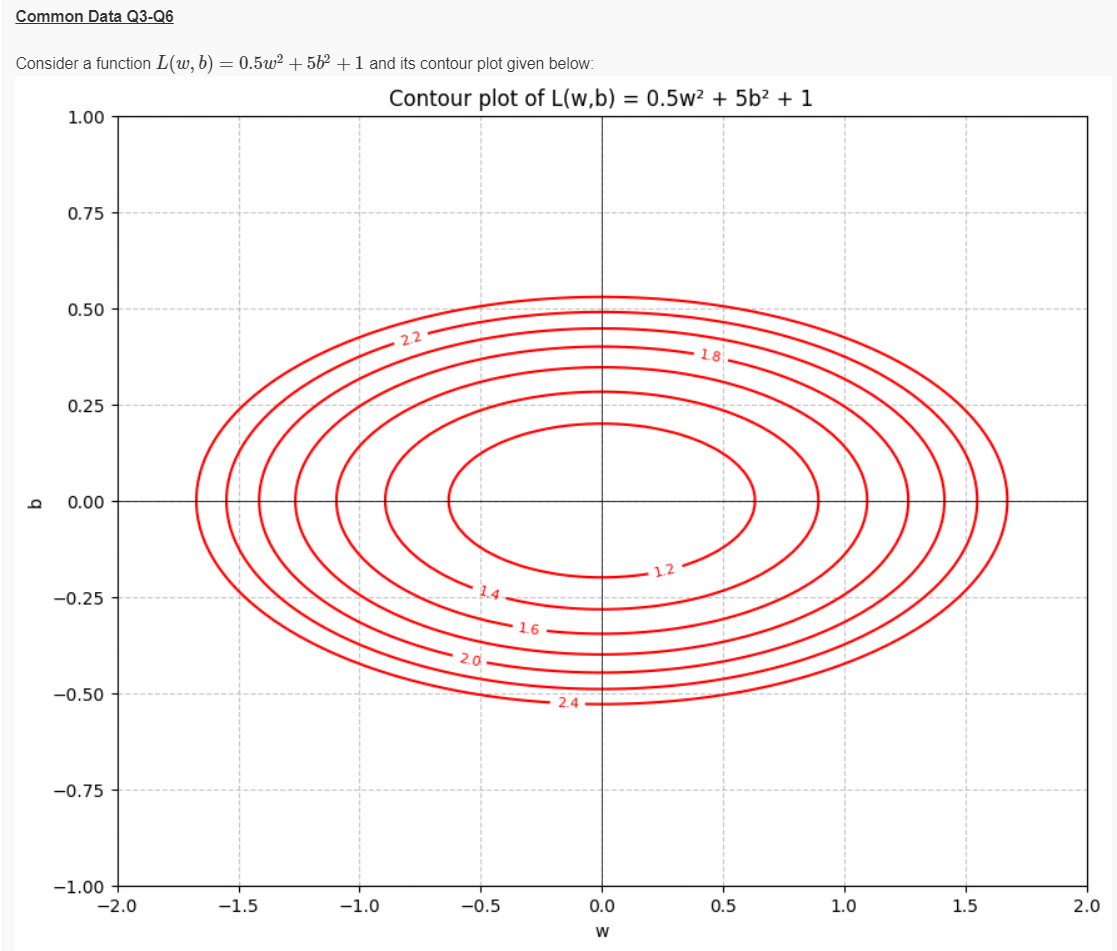 Common Data Q3-Q6
Consider a function L(w, b) = 0.5w² + 5b² + 1 and its contour plot given below:
Contour plot of L(w,b) = 0.5w² + 5b² + 1
1.00
0.75
0.50
2.2
1.8
0.25
b
0.00
1.2
1.4
−0.25
1.6
2.0
−0.50
2.4
−0.75
−1.00
−2.0 −1.5 −1.0 −0.5 0.0 0.5 1.0 1.5 2.0
w